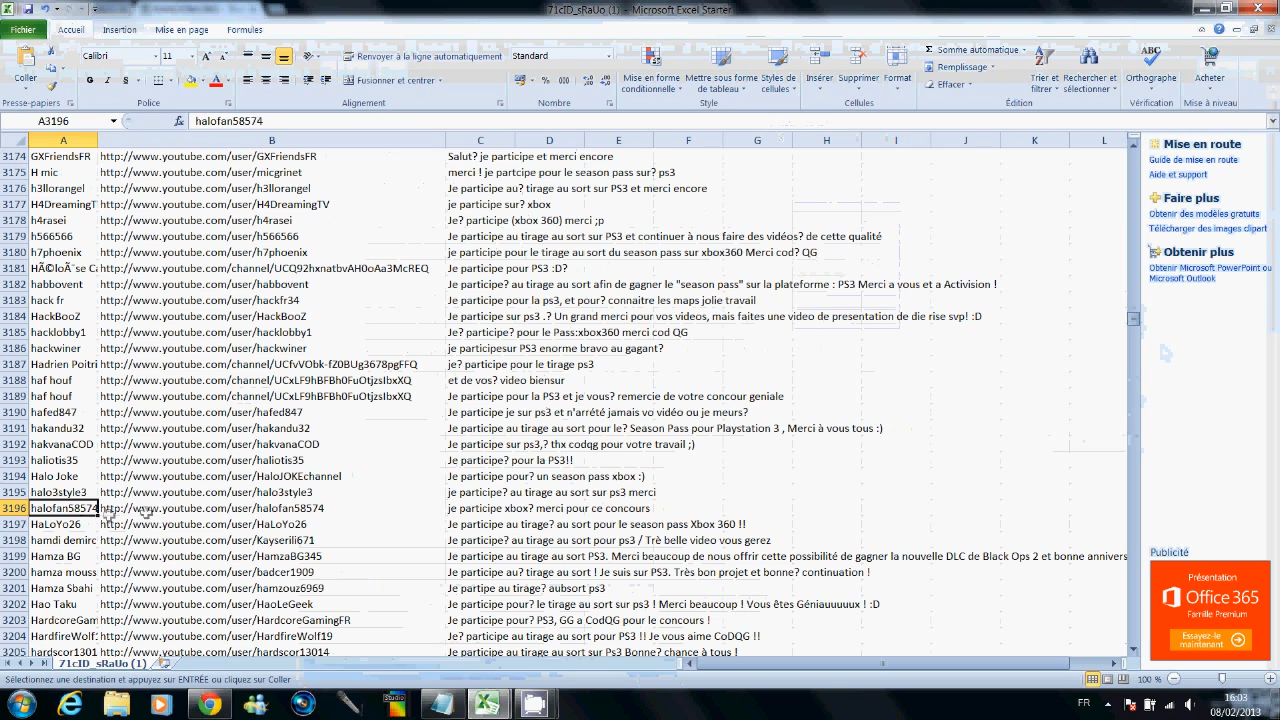 71cID_sRaUo (1) - Microsoft Excel Starter
Fichier Accueil Insertion Mise en page Formules
Coller
Calibri 11
G I S
Renvoyer à la ligne automatiquement
Fusionner et centrer
Standard
% 000
Mise en forme conditionnelle
Mettre sous forme de tableau
Styles de cellules
Insérer Supprimer Format
Σ Somme automatique
Remplissage
Effacer
Trier et filtrer
Rechercher et sélectionner
ABC Orthographe
Acheter
Presse-papiers Police Alignement Nombre Style Cellules Édition Vérification Mise à niveau
A3196 fx halofan58574
A B C D E F G H I J K L
3174 GXFriendsFR http://www.youtube.com/user/GXFriendsFR Salut? je participe et merci encore
3175 H mic http://www.youtube.com/user/micgrinet merci ! je participe pour le season pass sur? ps3
3176 h3llorangel http://www.youtube.com/user/h3llorangel Je participe au? tirage au sort sur PS3 et merci encore
3177 H4DreamingT http://www.youtube.com/user/H4DreamingTV je participe sur? xbox
3178 h4rasei http://www.youtube.com/user/h4rasei Je? participe (xbox 360) merci ;p
3179 h566566 http://www.youtube.com/user/h566566 Je participe au tirage au sort sur PS3 et continuer à nous faire des vidéos? de cette qualité
3180 h7phoenix http://www.youtube.com/user/h7phoenix je participe pour le tirage au sort du season pass sur xbox360 Merci cod? QG
3181 HÃ©loÃ¯se Ca http://www.youtube.com/channel/UCQ92hxnatbvAH0oAa3McREQ Je participe pour PS3 :D?
3182 habbovent http://www.youtube.com/user/habbovent Je participe? au tirage au sort afin de gagner le "season pass" sur la plateforme : PS3 Merci a vous et a Activision !
3183 hack fr http://www.youtube.com/user/hackfr34 Je participe pour la ps3, et pour? connaitre les maps jolie travail
3184 HackBooZ http://www.youtube.com/user/HackBooZ Je participe sur ps3 .? Un grand merci pour vos videos, mais faites une video de presentation de die rise svp! :D
3185 hacklobby1 http://www.youtube.com/user/hacklobby1 Je? participe? pour le Pass:xbox360 merci cod QG
3186 hackwiner http://www.youtube.com/user/hackwiner je participesur PS3 enorme bravo au gagant?
3187 Hadrien Poitri http://www.youtube.com/channel/UCfvVObk-fZ0BUg3678pgFFQ je? participe pour le tirage ps3
3188 haf houf http://www.youtube.com/channel/UCxLF9hBFBh0FuOtjzsIbxXQ et de vos? video biensur
3189 haf houf http://www.youtube.com/channel/UCxLF9hBFBh0FuOtjzsIbxXQ Je participe pour la PS3 et je vous? remercie de votre concour geniale
3190 hafed847 http://www.youtube.com/user/hafed847 Je participe je sur ps3 et n'arrété jamais vo vidéo ou je meurs?
3191 hakandu32 http://www.youtube.com/user/hakandu32 Je participe au tirage au sort pour le? Season Pass pour Playstation 3 , Merci à vous tous :)
3192 hakvanaCOD http://www.youtube.com/user/hakvanaCOD Je participe sur ps3,? thx codqg pour votre travail ;)
3193 haliotis35 http://www.youtube.com/user/haliotis35 Je participe? pour la PS3!!
3194 Halo Joke http://www.youtube.com/user/HaloJOKEchannel Je participe pour? un season pass xbox :)
3195 halo3style3 http://www.youtube.com/user/halo3style3 je participe? au tirage au sort sur ps3 merci
3196 halofan58574 http://www.youtube.com/user/halofan58574 je participe xbox? merci pour ce concours
3197 HaLoYo26 http://www.youtube.com/user/HaLoYo26 Je participe au tirage? au sort pour le season pass Xbox 360 !!
3198 hamdi demirc http://www.youtube.com/user/Kayserili671 Je participe au tirage? au sort pour ps3 / Trè belle video vous gerez
3199 Hamza BG http://www.youtube.com/user/HamzaBG345 Je participe au tirage au sort PS3. Merci beaucoup de nous offrir cette possibilité de gagner la nouvelle DLC de Black Ops 2 et bonne annivers
3200 hamza mouss http://www.youtube.com/user/badcer1909 Je participe au? tirage au sort ! Je suis sur PS3. Très bon projet et bonne? continuation !
3201 Hamza Sbahi http://www.youtube.com/user/hamzouz6969 Je partipe au tirage? aubsort ps3
3202 Hao Taku http://www.youtube.com/user/HaoLeGeek Je participe pour? le tirage au sort sur ps3 ! Merci beaucoup ! Vous êtes Géniauuuuux ! :D
3203 HardcoreGam http://www.youtube.com/user/HardcoreGamingFR Je participe? PS3, GG a CodQG pour le concours !
3204 HardfireWolf1 http://www.youtube.com/user/HardfireWolf19 Je? participe au tirage au sort pour PS3 !! Je vous aime CoDQG !!
3205 hardscor1301 http://www.youtube.com/user/hardscor13014 Je participe au tirage au sort sur PS3 Bonne? chance à tous !
Mise en route
Guide de mise en route
Aide et support
Faire plus
Obtenir des modèles gratuits
Télécharger des images clipart
Obtenir plus
Obtenir Microsoft PowerPoint ou
Microsoft Outlook
Publicité
Présentation
Office 365
Famille Premium
Essayez-le
maintenant
71cID_sRaUo (1)
Sélectionnez une destination et appuyez sur ENTRÉE ou cliquez sur Coller
100 %
Studio
FR
16:03
08/02/2013